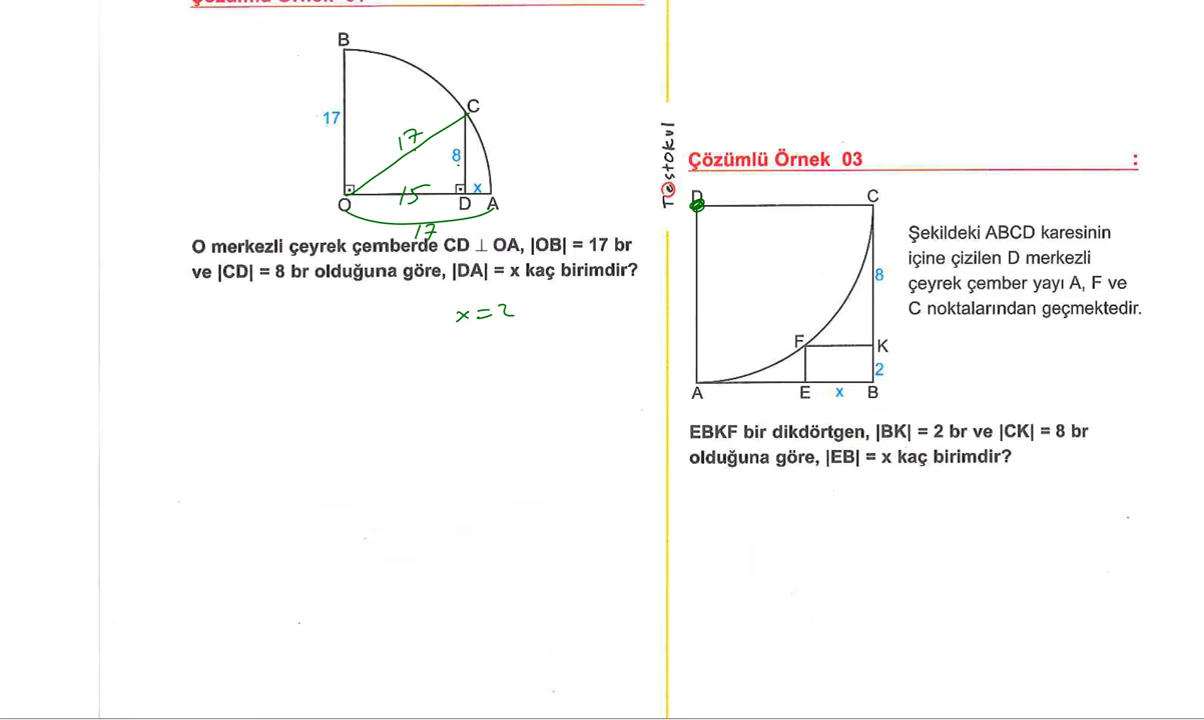 B
C
17
17
8
15
x
O
D
A
17
O merkezli çeyrek çemberde CD ⊥ OA, |OB| = 17 br
ve |CD| = 8 br olduğuna göre, |DA| = x kaç birimdir?
x = 2
Testokul
Çözümlü Örnek 03 :
D
C
Şekildeki ABCD karesinin
içine çizilen D merkezli
çeyrek çember yayı A, F ve
C noktalarından geçmektedir.
8
F
K
2
A
E
x
B
EBKF bir dikdörtgen, |BK| = 2 br ve |CK| = 8 br
olduğuna göre, |EB| = x kaç birimdir?